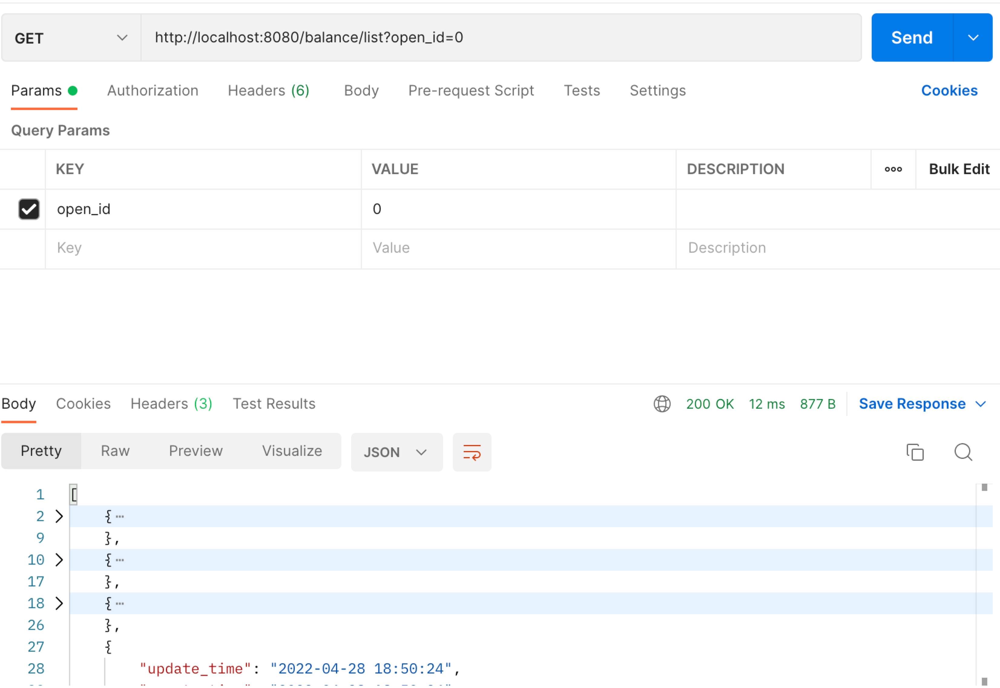 GET http://localhost:8080/balance/list?open_id=0 Send
Params Authorization Headers (6) Body Pre-request Script Tests Settings Cookies
Query Params
KEY VALUE DESCRIPTION ooo Bulk Edit
open_id 0
Key Value Description
Body Cookies Headers (3) Test Results 200 OK 12 ms 877 B Save Response
Pretty Raw Preview Visualize JSON
1 [
2 { ...
9 },
10 { ...
17 },
18 { ...
26 },
27 {
28 "update_time": "2022-04-28 18:50:24",